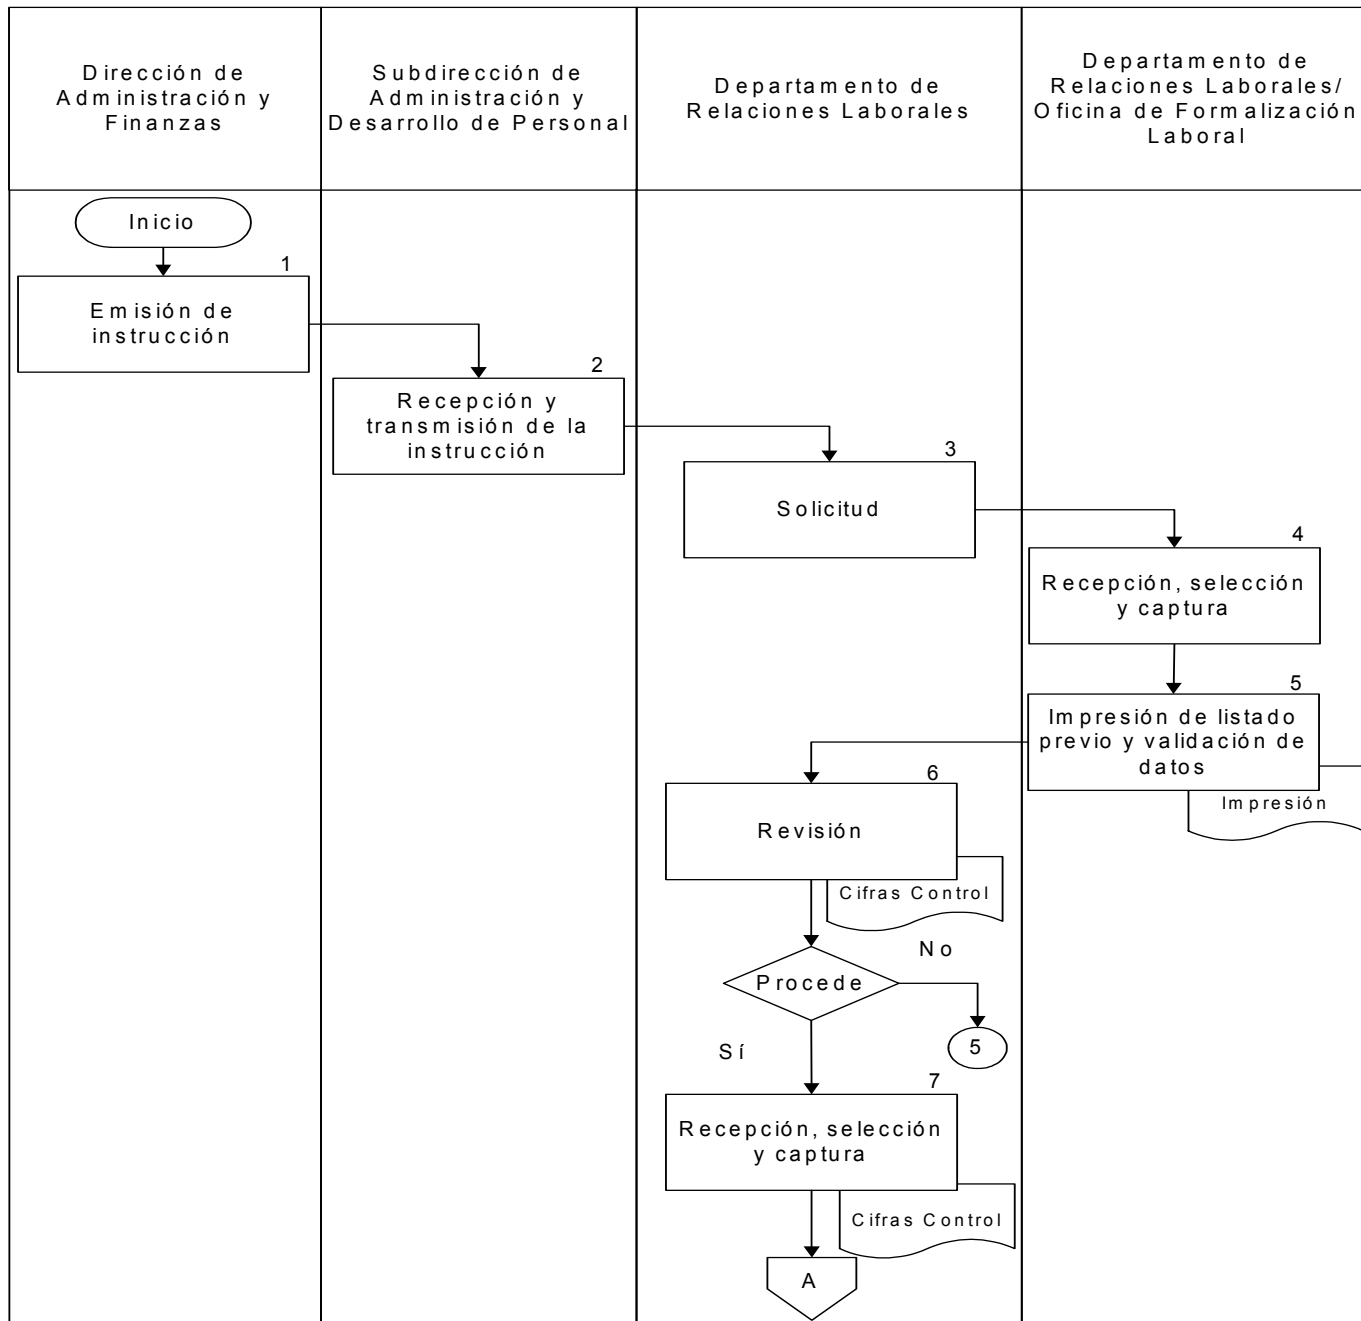 Dirección de
Administración y
Finanzas
Subdirección de
Administración y
Desarrollo de Personal
Departamento de
Relaciones Laborales
Departamento de
Relaciones Laborales/
Oficina de Formalización
Laboral
Inicio
1
Emisión de
instrucción
2
Recepción y
transmisión de la
instrucción
3
Solicitud
4
Recepción, selección
y captura
5
Impresión de listado
previo y validación de
datos
Impresión
6
Revisión
Cifras Control
No
Procede
5
Sí
7
Recepción, selección
y captura
Cifras Control
A